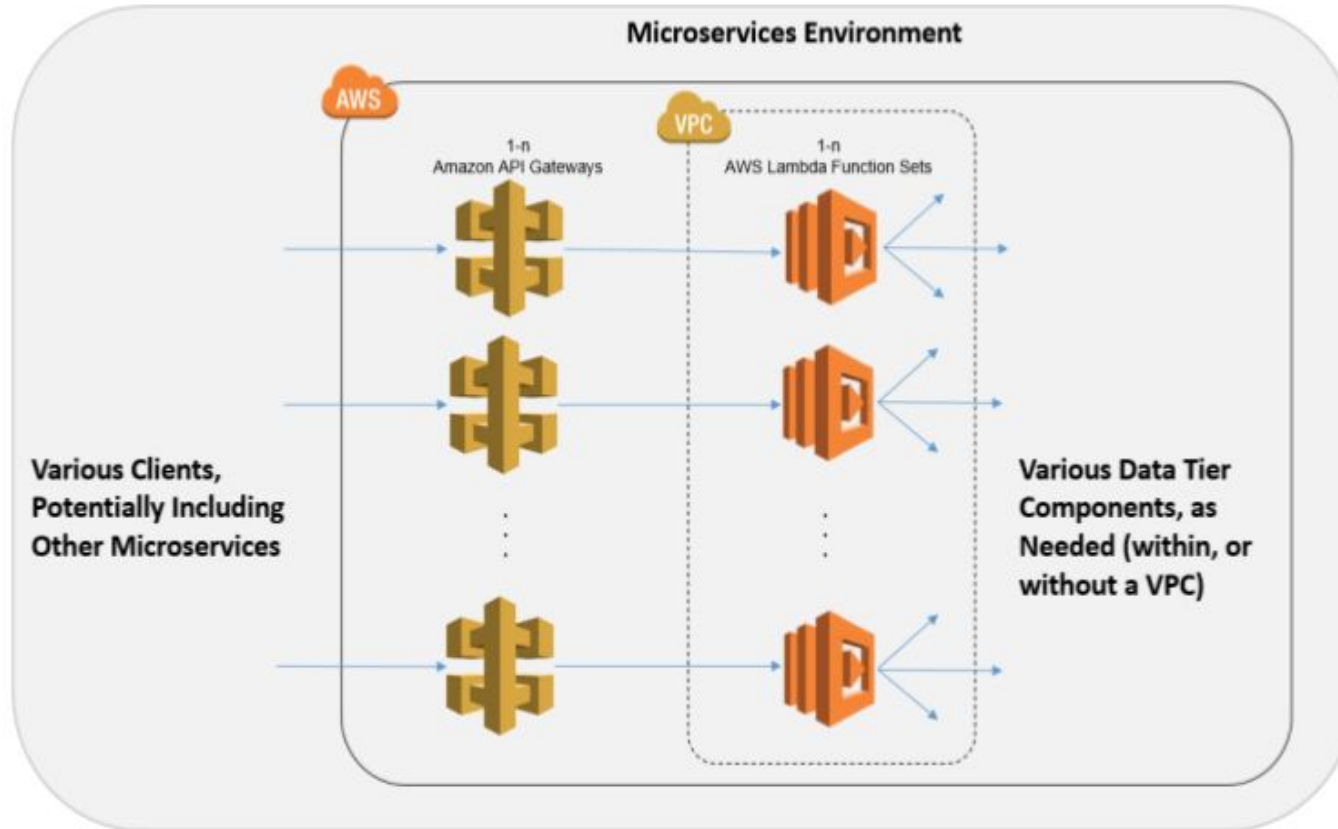 Microservices Environment
AWS
VPC
1-n
Amazon API Gateways
1-n
AWS Lambda Function Sets
Various Clients,
Potentially Including
Other Microservices
Various Data Tier
Components, as
Needed (within, or
without a VPC)